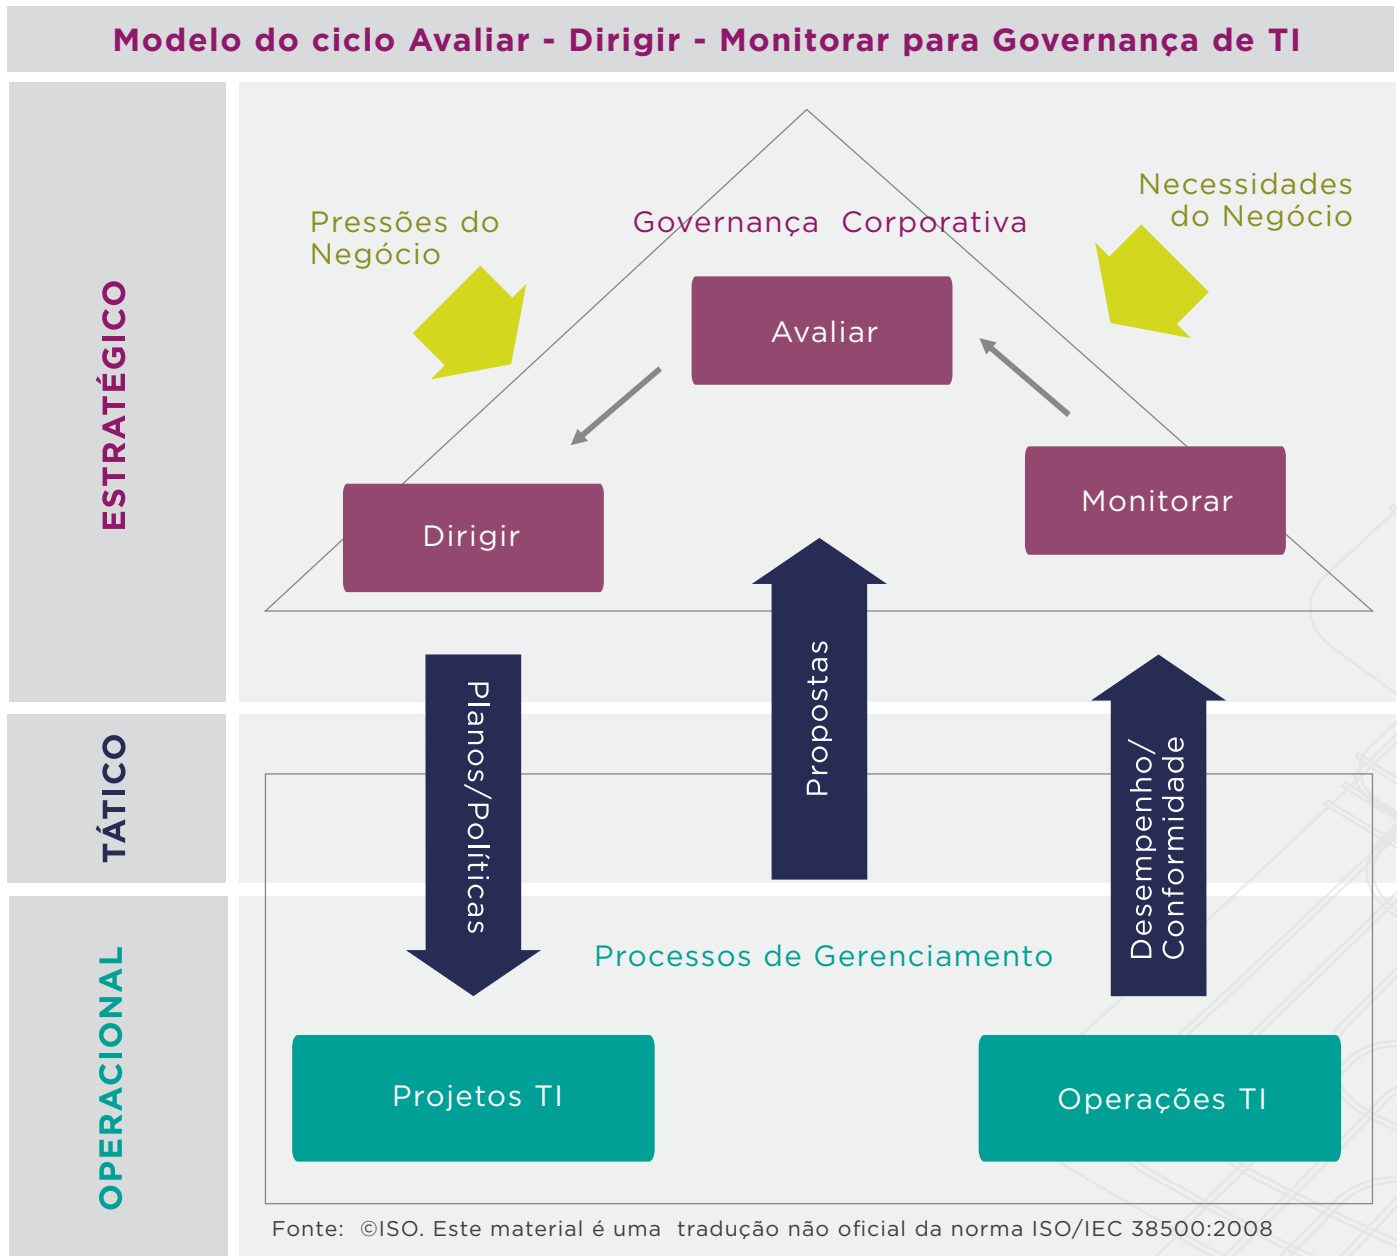 Modelo do ciclo Avaliar - Dirigir - Monitorar para Governança de TI
ESTRATÉGICO
Pressões do
Negócio
Governança Corporativa
Necessidades
do Negócio
Avaliar
Dirigir
Monitorar
TÁTICO
Planos/Políticas
Propostas
Desempenho/
Conformidade
OPERACIONAL
Processos de Gerenciamento
Projetos TI
Operações TI
Fonte: ©ISO. Este material é uma tradução não oficial da norma ISO/IEC 38500:2008